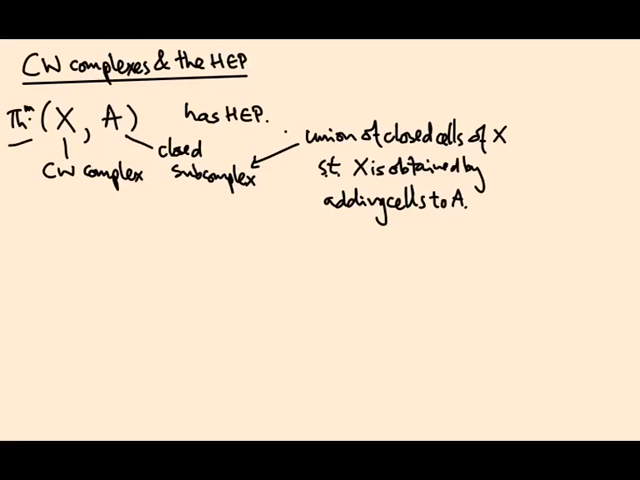 CW complexes & the HEP
Thm: (X, A) has HEP.
CW complex
closed
subcomplex
union of closed cells of X
st. X is obtained by
adding cells to A.